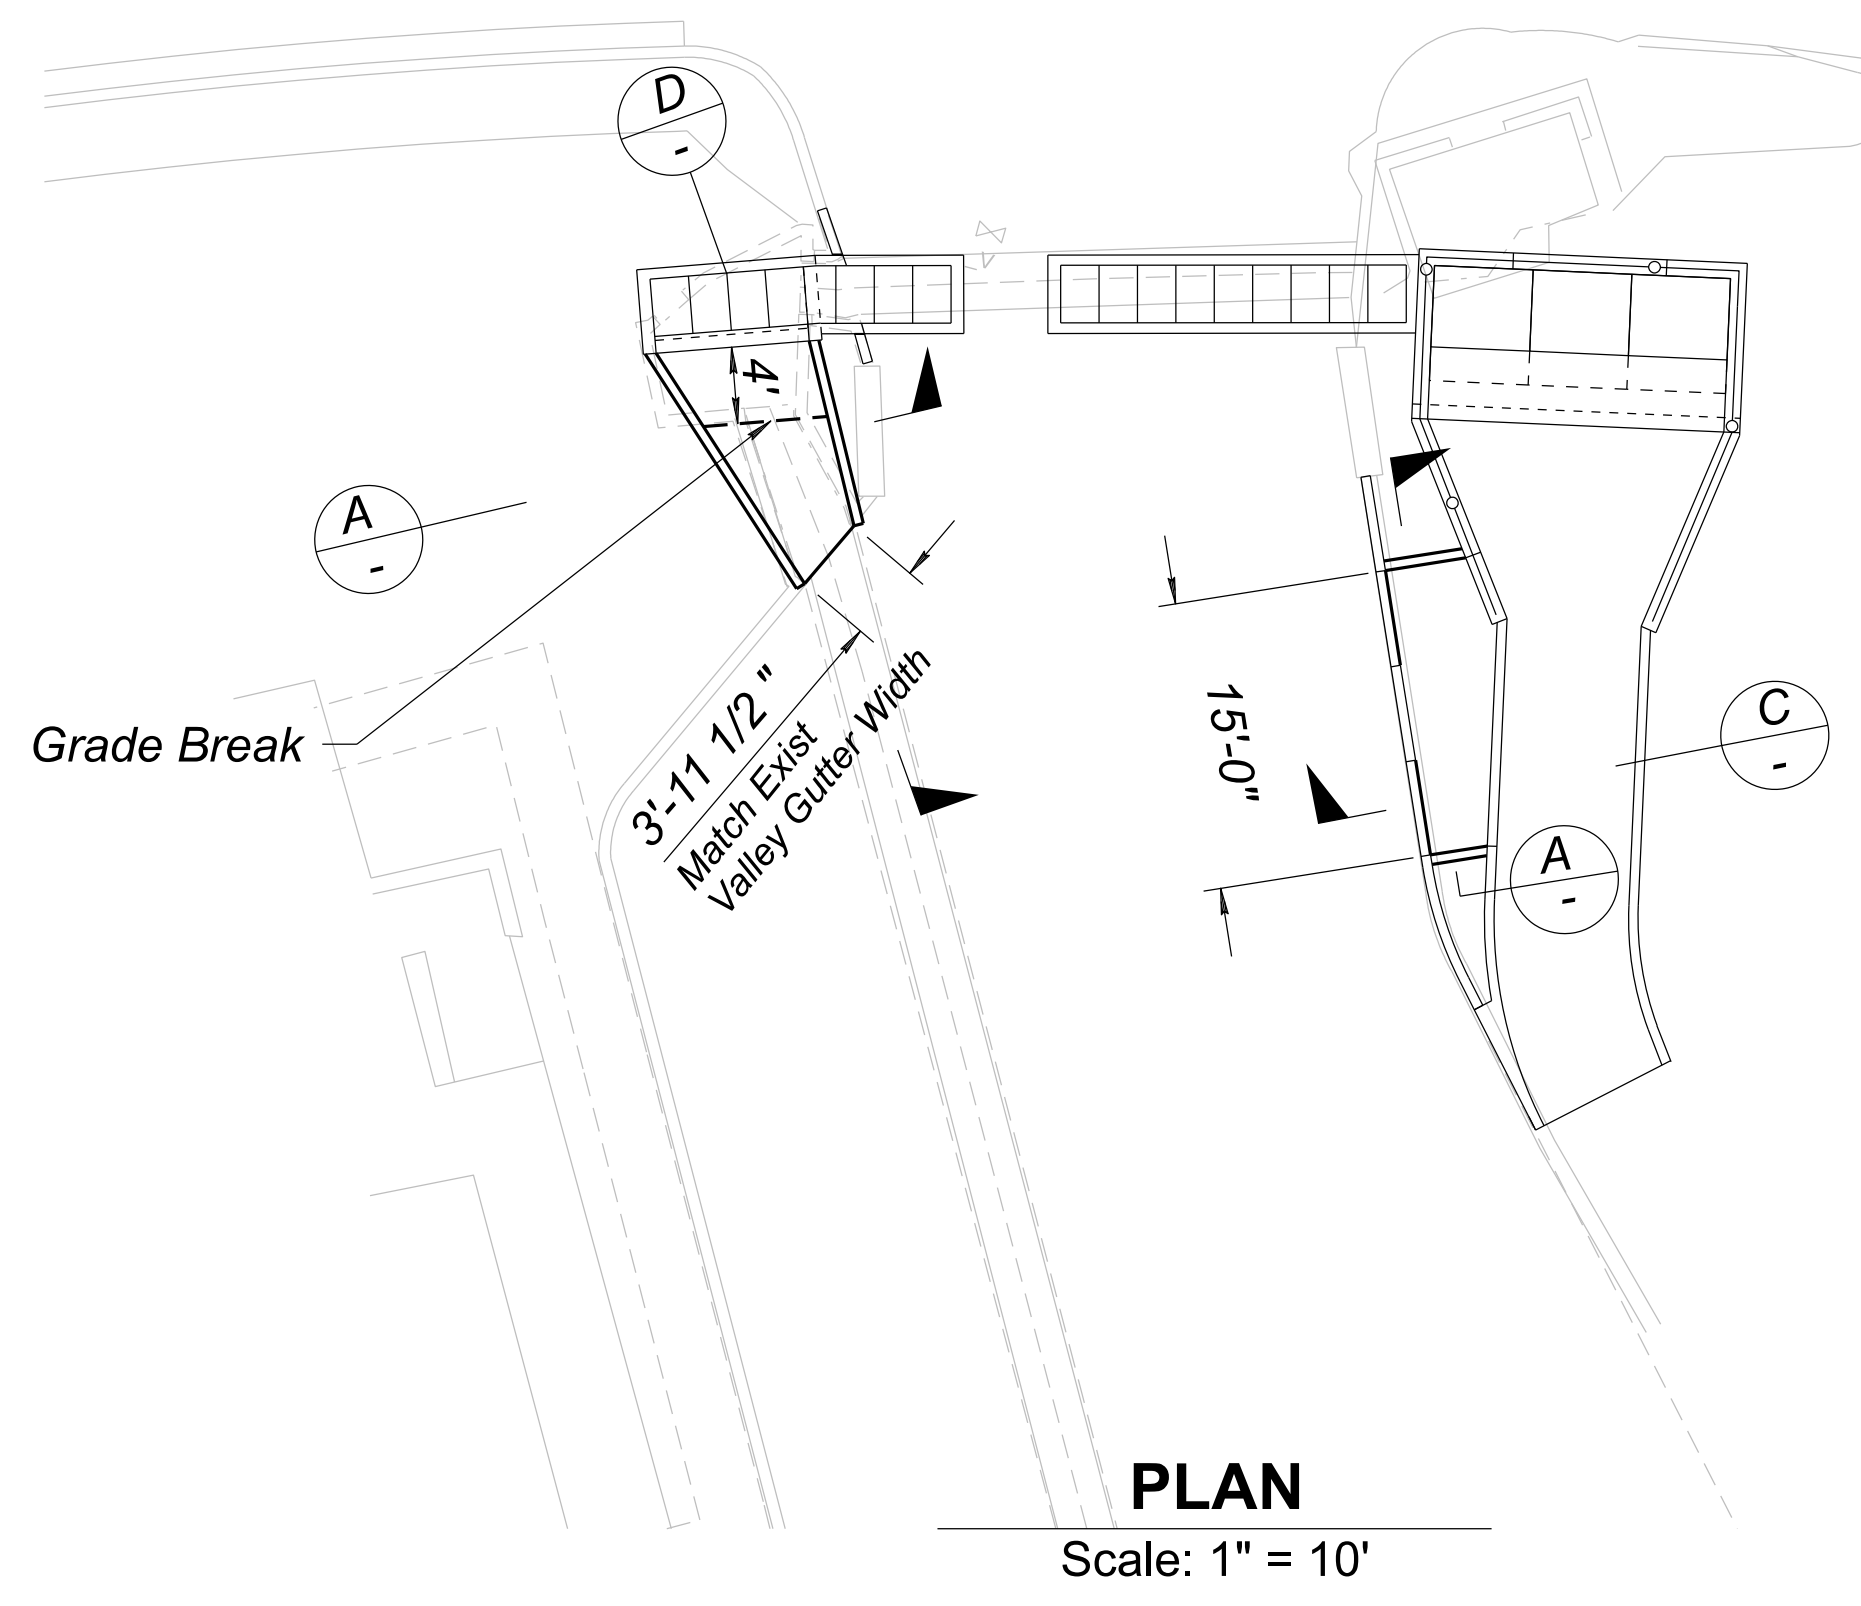 D
-
4'
A
-
Grade Break
3'-11 1/2 "
Match Exist
Valley Gutter Width
15'-0"
C
-
A
-
PLAN
Scale: 1" = 10'